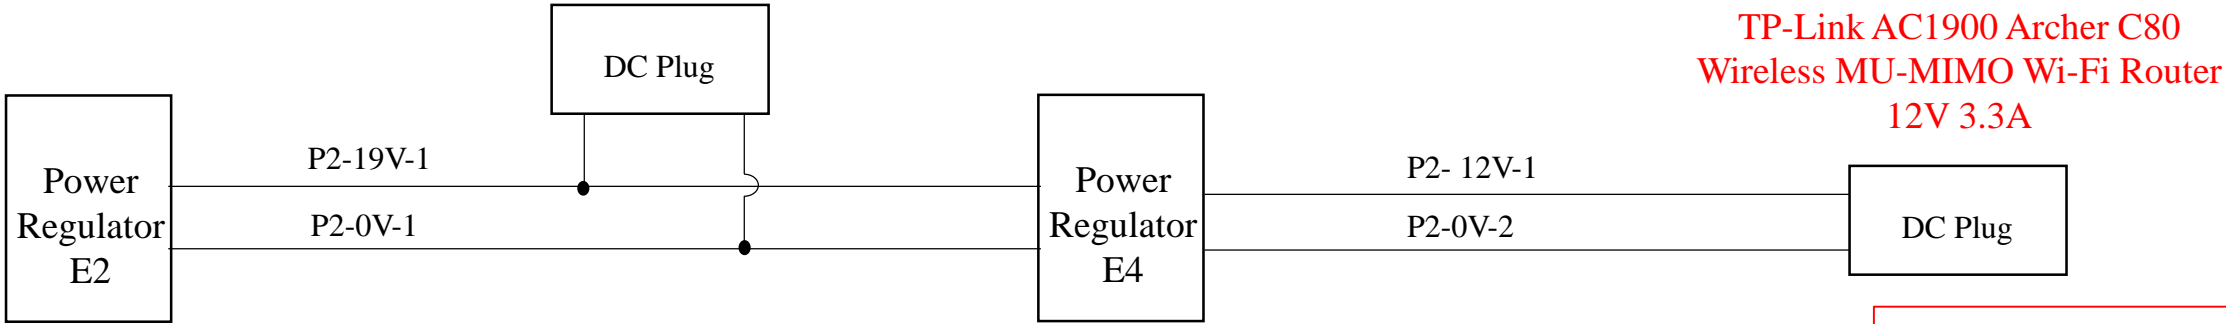 TP-Link AC1900 Archer C80
Wireless MU-MIMO Wi-Fi Router
12V 3.3A
DC Plug
Power
Regulator
E2
P2-19V-1
P2-0V-1
Power
Regulator
E4
P2- 12V-1
P2-0V-2
DC Plug